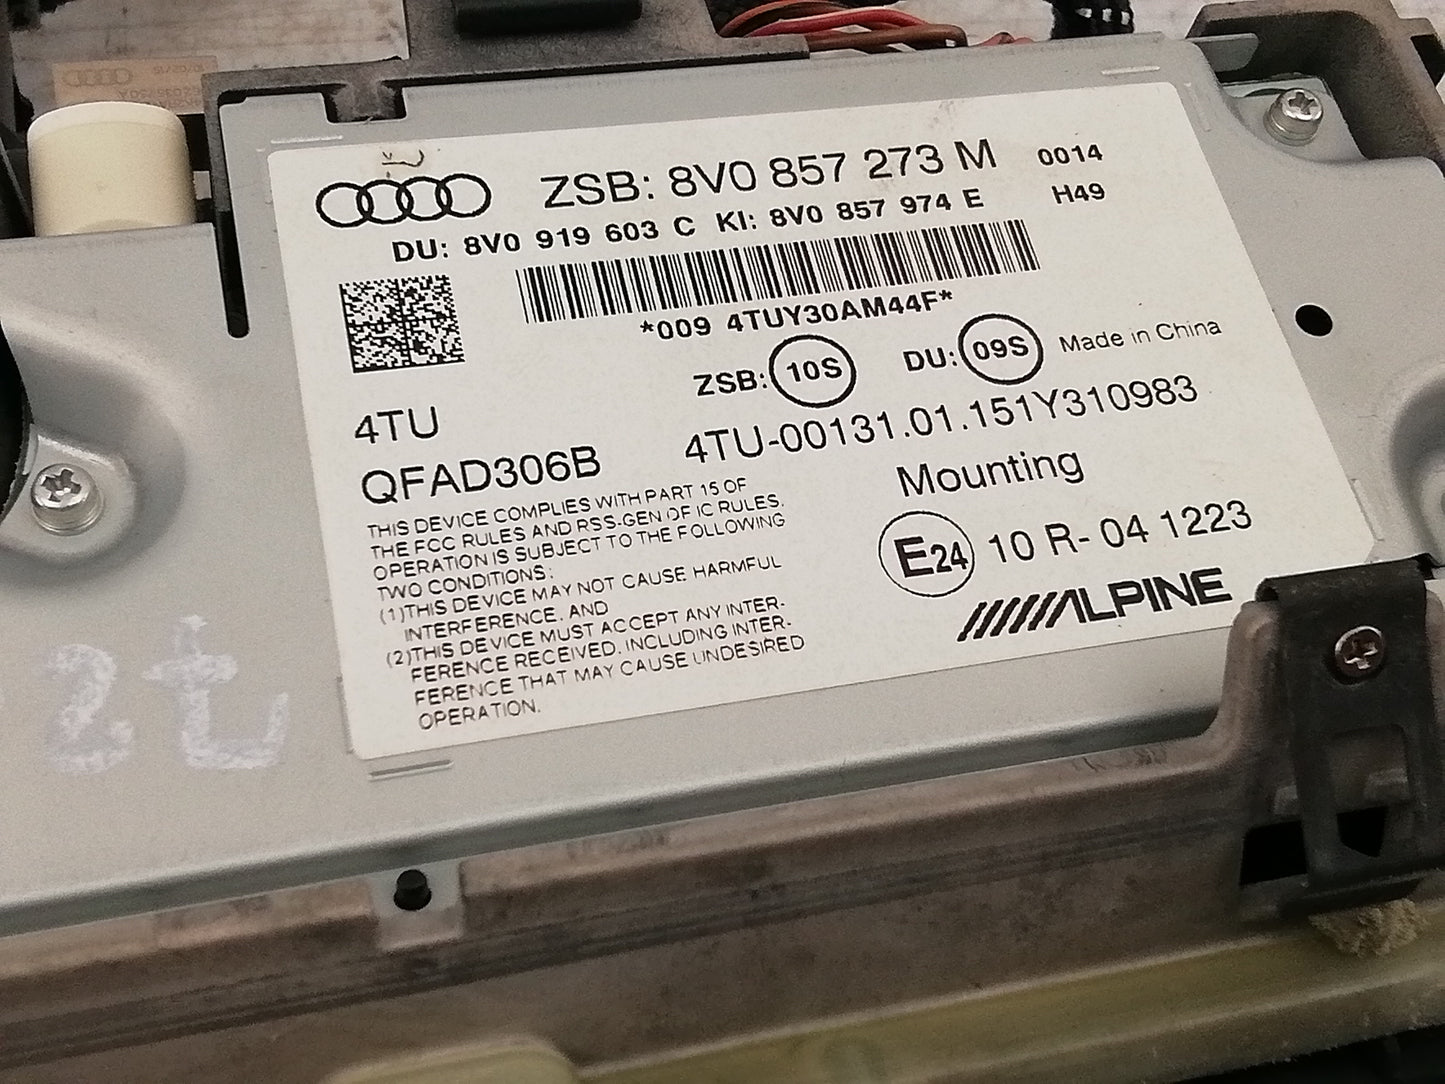 ZSB: 8V0 857 273 M 0014
DU: 8V0 919 603 C KI: 8V0 857 974 E H49
*009 4TUY30AM44F*
ZSB: 10S DU: 09S Made in China
4TU
4TU-00131.01.151Y310983
QFAD306B
Mounting
THIS DEVICE COMPLIES WITH PART 15 OF
THE FCC RULES AND RSS-GEN OF IC RULES.
OPERATION IS SUBJECT TO THE FOLLOWING
TWO CONDITIONS:
(1)THIS DEVICE MAY NOT CAUSE HARMFUL
INTERFERENCE, AND
(2)THIS DEVICE MUST ACCEPT ANY INTER-
FERENCE RECEIVED, INCLUDING INTER-
FERENCE THAT MAY CAUSE UNDESIRED
OPERATION.
E24 10 R- 04 1223
ALPINE